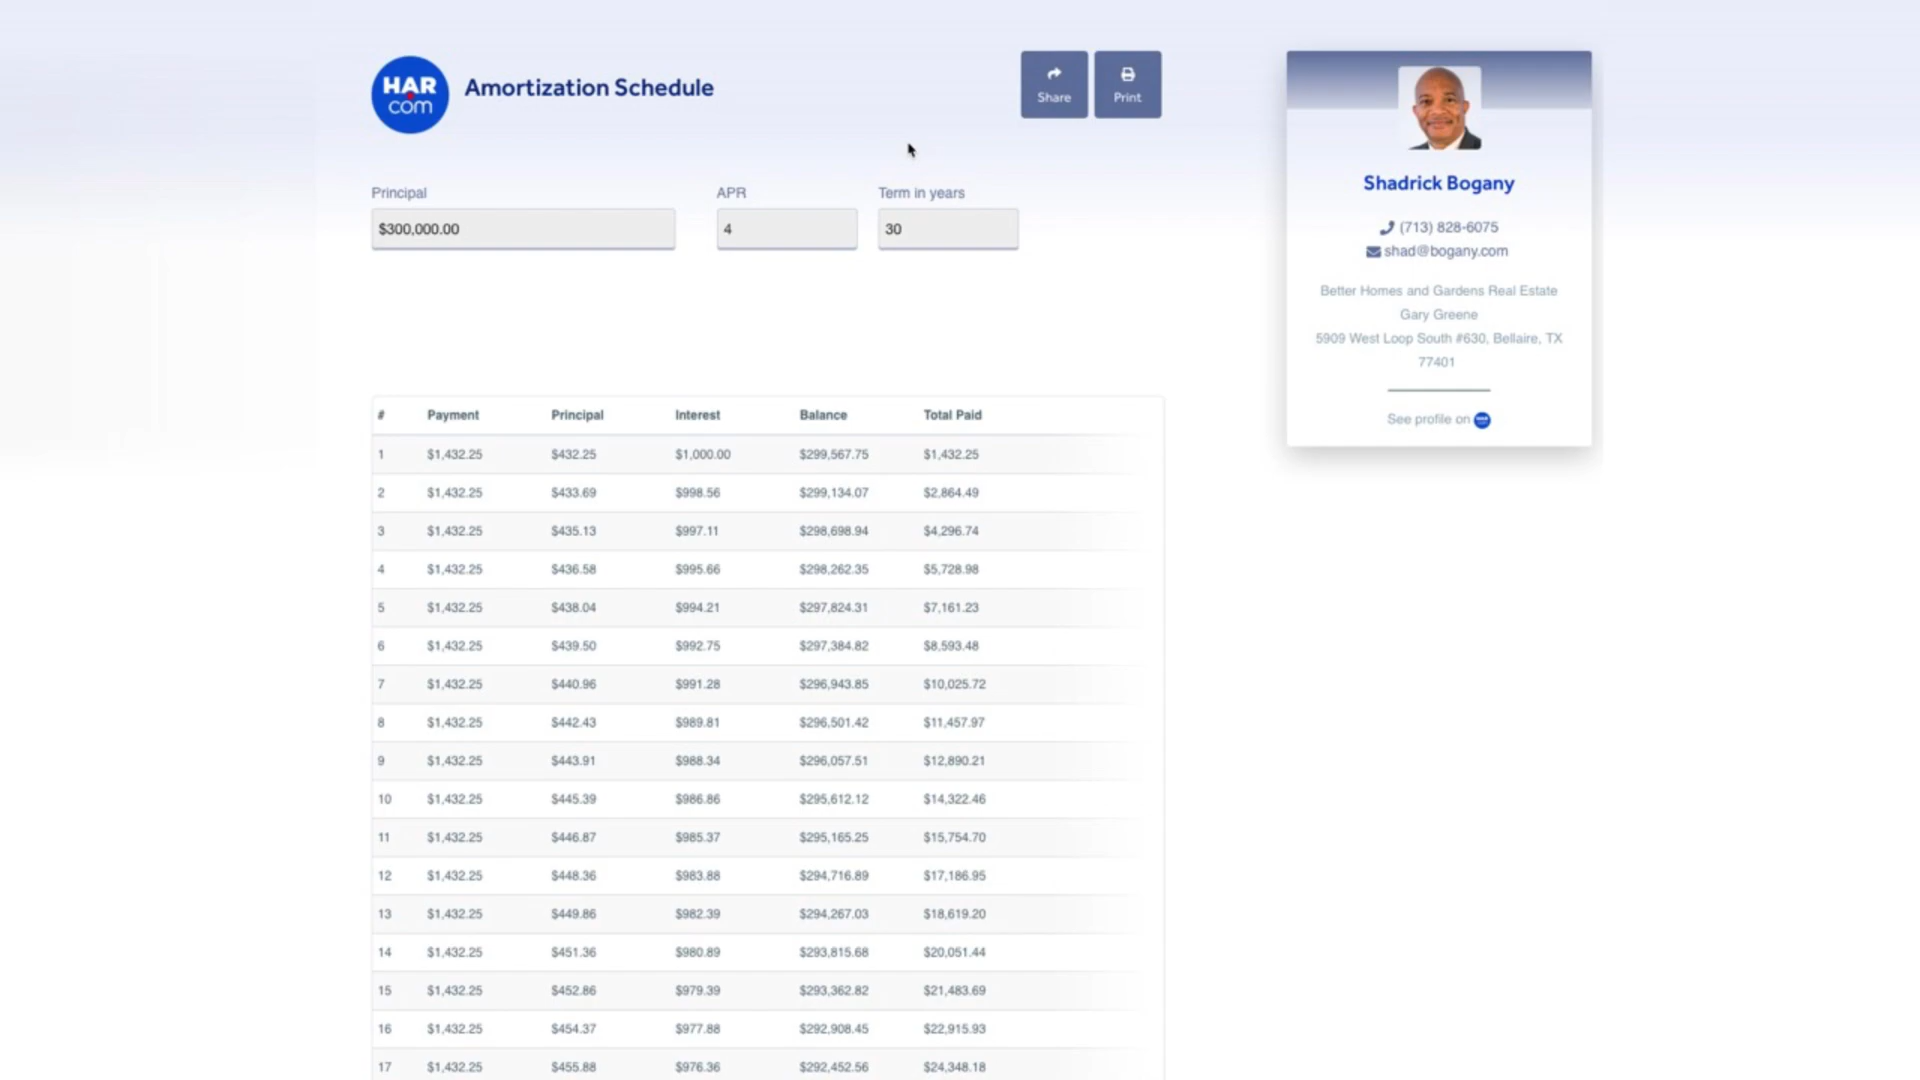 HAR
com
Amortization Schedule
Share
Print
Principal
APR
Term in years
$300,000.00
4
30
# Payment Principal Interest Balance Total Paid
1 $1,432.25 $432.25 $1,000.00 $299,567.75 $1,432.25
2 $1,432.25 $433.69 $998.56 $299,134.07 $2,864.49
3 $1,432.25 $435.13 $997.11 $298,698.94 $4,296.74
4 $1,432.25 $436.58 $995.66 $298,262.35 $5,728.98
5 $1,432.25 $438.04 $994.21 $297,824.31 $7,161.23
6 $1,432.25 $439.50 $992.75 $297,384.82 $8,593.48
7 $1,432.25 $440.96 $991.28 $296,943.85 $10,025.72
8 $1,432.25 $442.43 $989.81 $296,501.42 $11,457.97
9 $1,432.25 $443.91 $988.34 $296,057.51 $12,890.21
10 $1,432.25 $445.39 $986.86 $295,612.12 $14,322.46
11 $1,432.25 $446.87 $985.37 $295,165.25 $15,754.70
12 $1,432.25 $448.36 $983.88 $294,716.89 $17,186.95
13 $1,432.25 $449.86 $982.39 $294,267.03 $18,619.20
14 $1,432.25 $451.36 $980.89 $293,815.68 $20,051.44
15 $1,432.25 $452.86 $979.39 $293,362.82 $21,483.69
16 $1,432.25 $454.37 $977.88 $292,908.45 $22,915.93
17 $1,432.25 $455.88 $976.36 $292,452.56 $24,348.18
Shadrick Bogany
(713) 828-6075
shad@bogany.com
Better Homes and Gardens Real Estate
Gary Greene
5909 West Loop South #630, Bellaire, TX
77401
See profile on